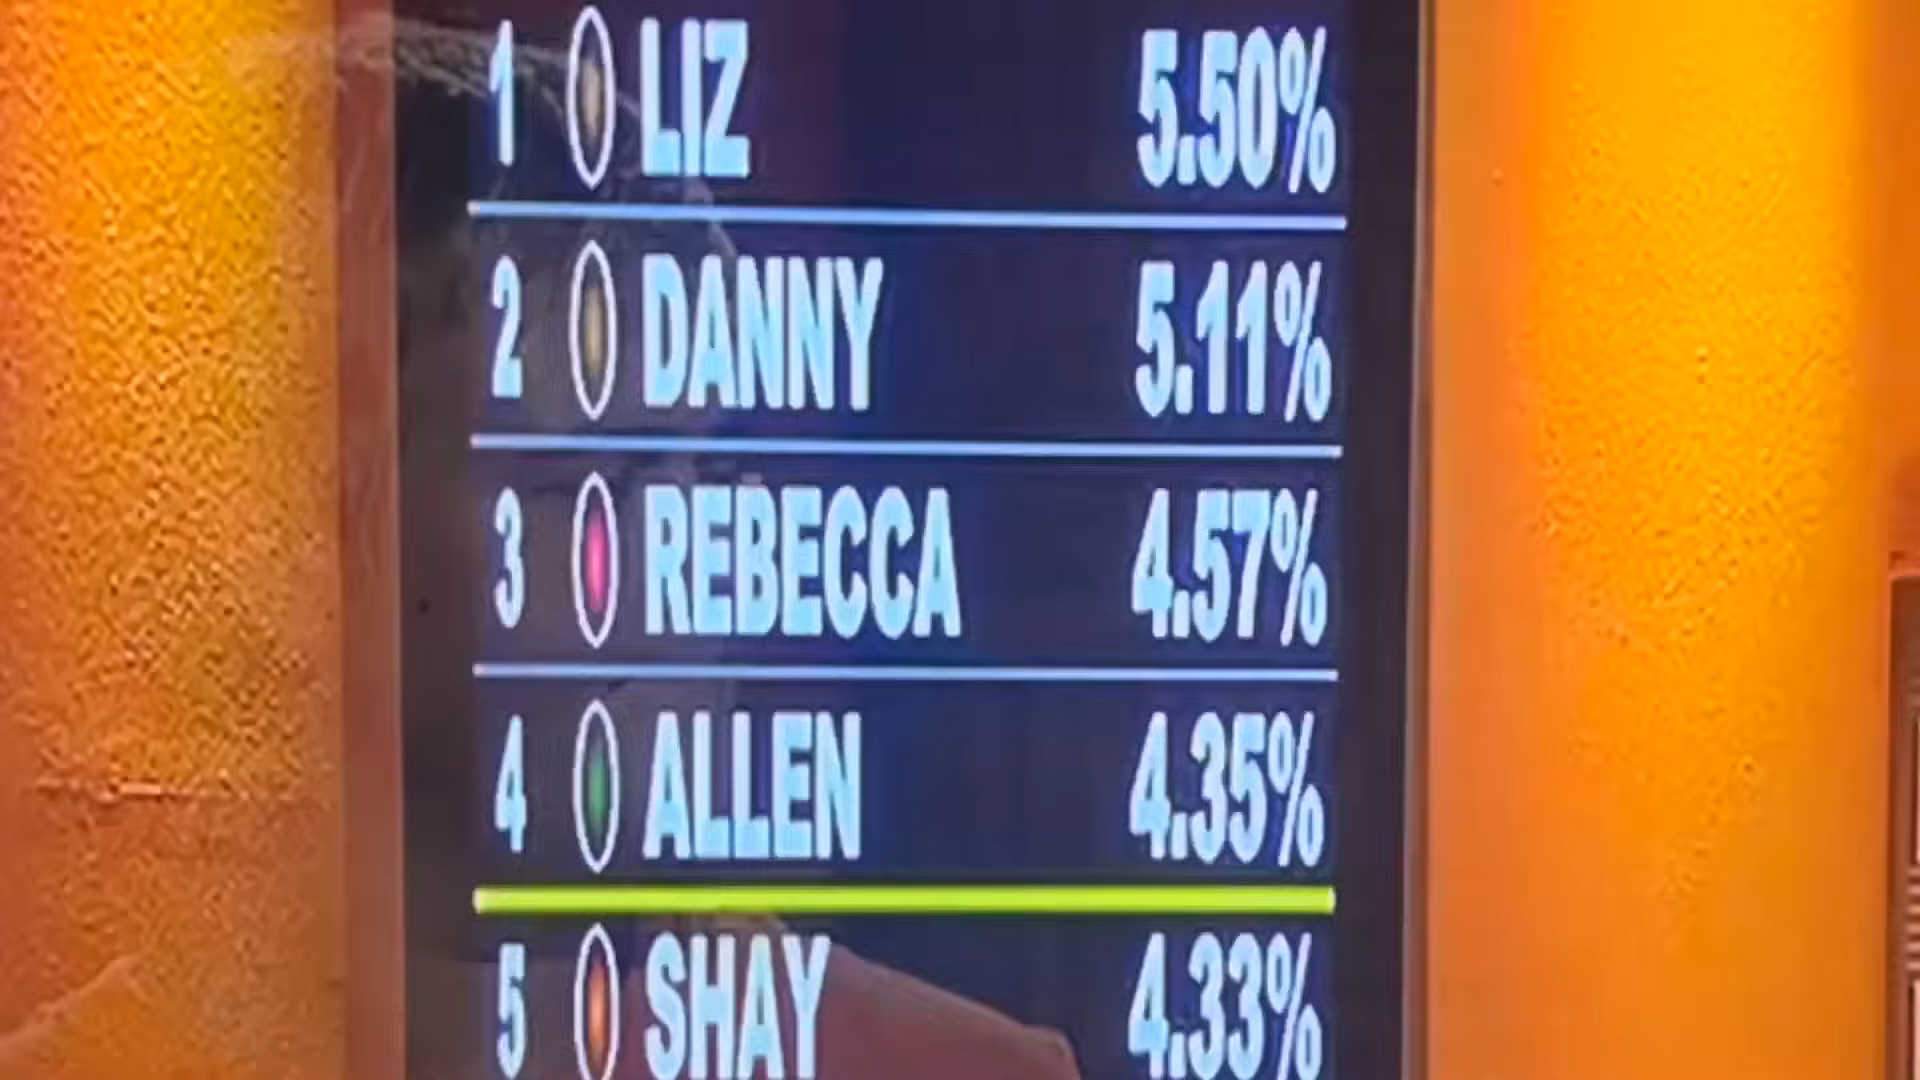 1 LIZ 5.50%
2 DANNY 5.11%
3 REBECCA 4.57%
4 ALLEN 4.35%
5 SHAY 4.33%